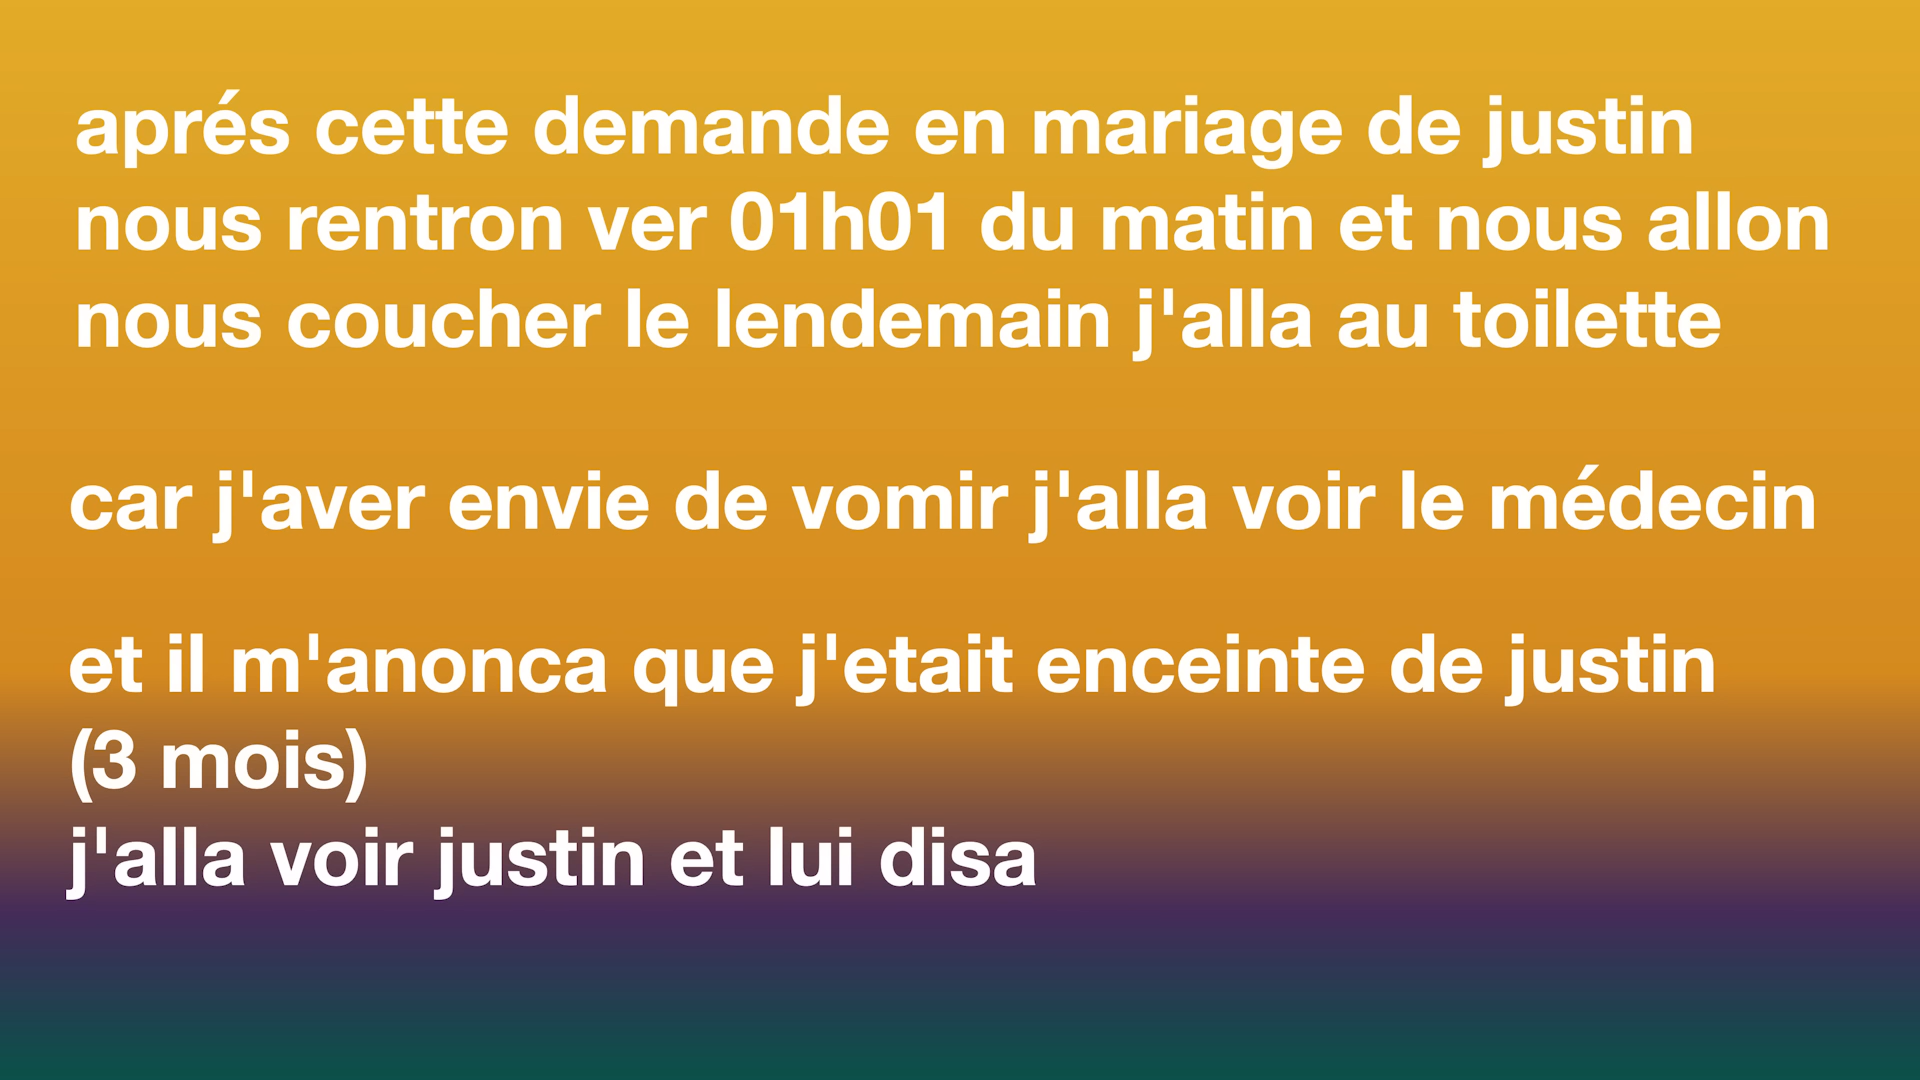 aprés cette demande en mariage de justin
nous rentron ver 01h01 du matin et nous allon
nous coucher le lendemain j'alla au toilette
car j'aver envie de vomir j'alla voir le médecin
et il m'anonca que j'etait enceinte de justin
(3 mois)
j'alla voir justin et lui disa